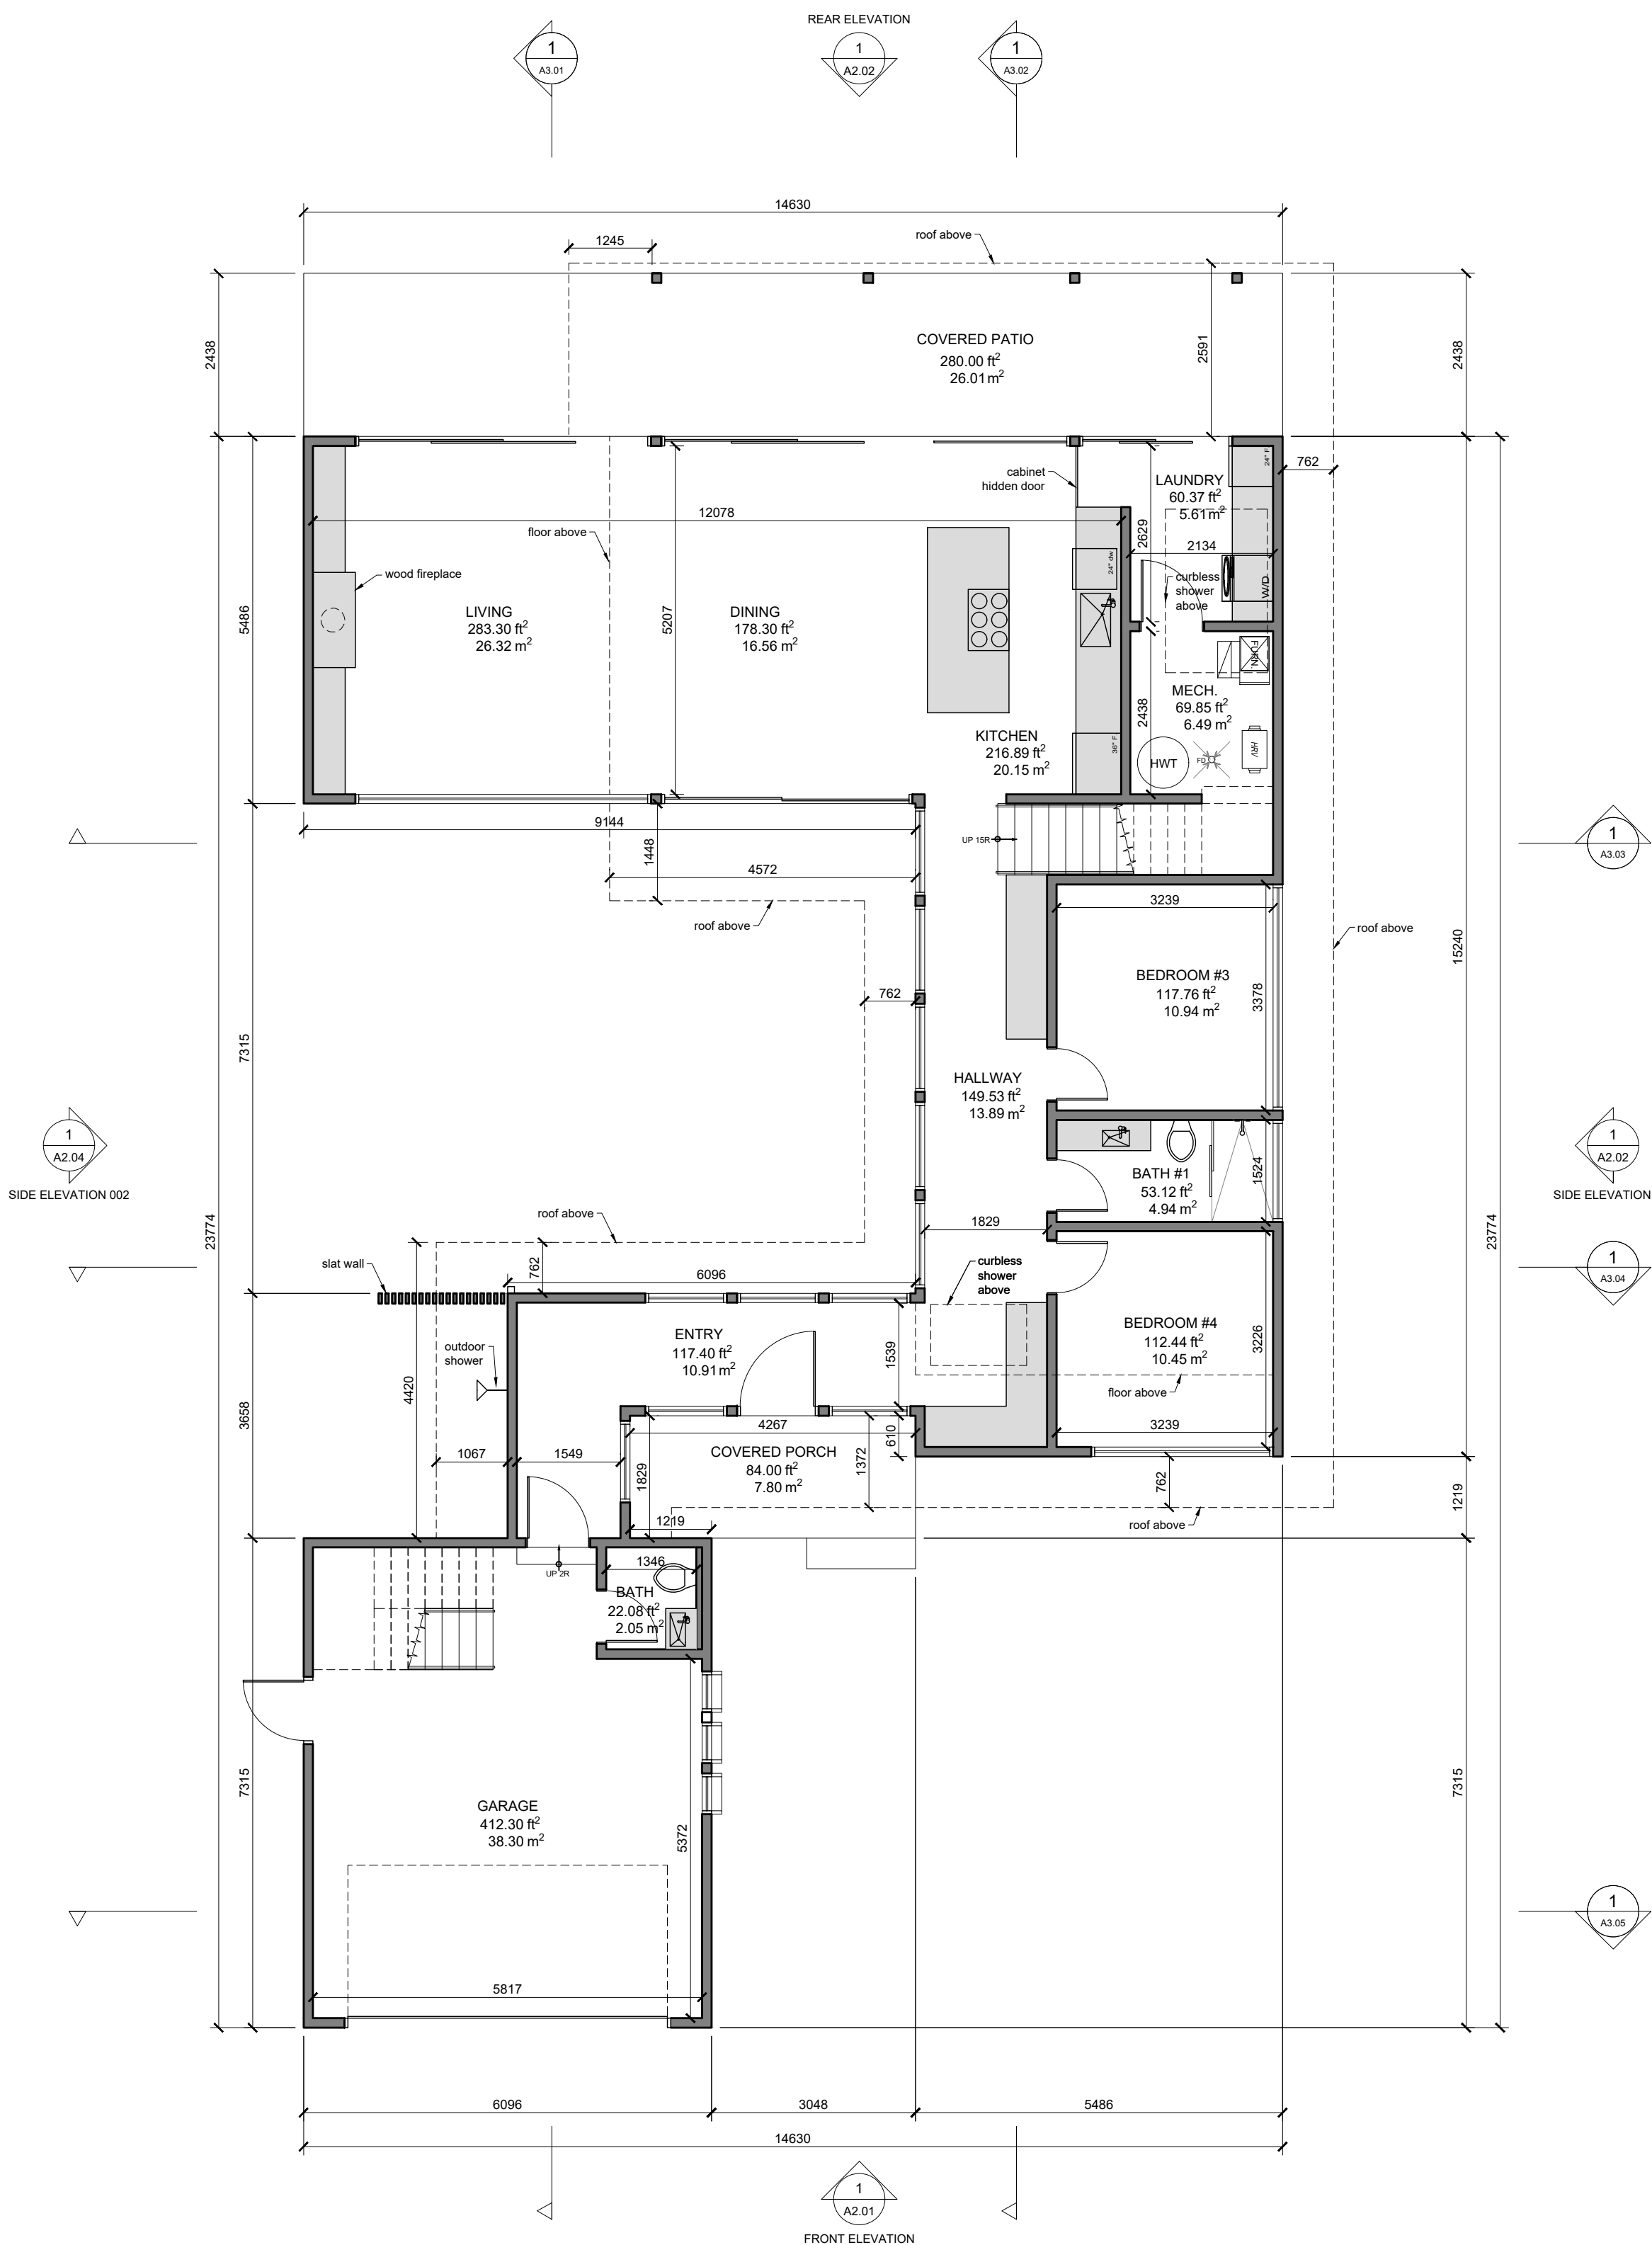 REAR ELEVATION
1
A3.01
1
A2.02
1
A3.02
14630
1245
roof above
2438
COVERED PATIO
280.00 ft²
26.01 m²
2591
2438
762
cabinet
hidden door
LAUNDRY
60.37 ft²
5.61 m²
24" F
12078
floor above
2629
2134
24" dw
curbless
shower
above
W/D
wood fireplace
5486
LIVING
283.30 ft²
26.32 m²
5207
DINING
178.30 ft²
16.56 m²
FURN.
MECH.
69.85 ft²
6.49 m²
2438
KITCHEN
216.89 ft²
20.15 m²
36" F
HWT
FD
HRV
9144
1448
UP 15R
1
A3.03
4572
3239
roof above
roof above
15240
BEDROOM #3
117.76 ft²
10.94 m²
3378
762
7315
HALLWAY
149.53 ft²
13.89 m²
1
A2.04
SIDE ELEVATION 002
1
A2.02
SIDE ELEVATION
BATH #1
53.12 ft²
4.94 m²
1524
23774
23774
roof above
1829
slat wall
762
6096
curbless
shower
above
1
A3.04
ENTRY
117.40 ft²
10.91 m²
1539
BEDROOM #4
112.44 ft²
10.45 m²
3226
outdoor
shower
4420
3658
floor above
4267
610
3239
COVERED PORCH
84.00 ft²
7.80 m²
1372
1067
1549
1829
762
1219
1219
roof above
UP 2R
1346
BATH
22.08 ft²
2.05 m²
7315
GARAGE
412.30 ft²
38.30 m²
5372
7315
1
A3.05
5817
6096
3048
5486
14630
1
A2.01
FRONT ELEVATION